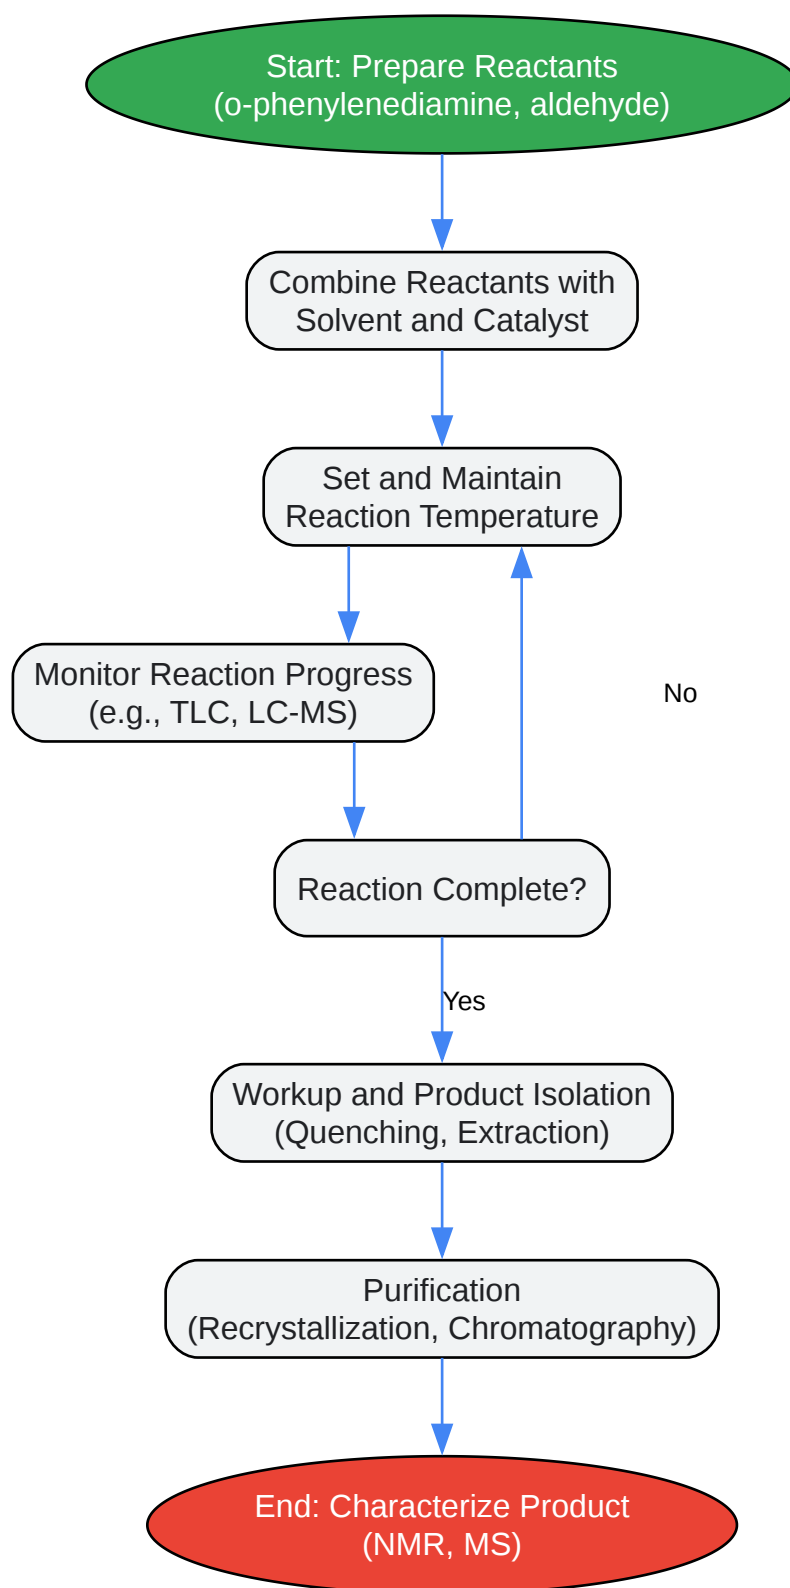 Start: Prepare Reactants
(o-phenylenediamine, aldehyde)
Combine Reactants with
Solvent and Catalyst
Set and Maintain
Reaction Temperature
Monitor Reaction Progress
(e.g., TLC, LC-MS)
No
Reaction Complete?
Yes
Workup and Product Isolation
(Quenching, Extraction)
Purification
(Recrystallization, Chromatography)
End: Characterize Product
(NMR, MS)